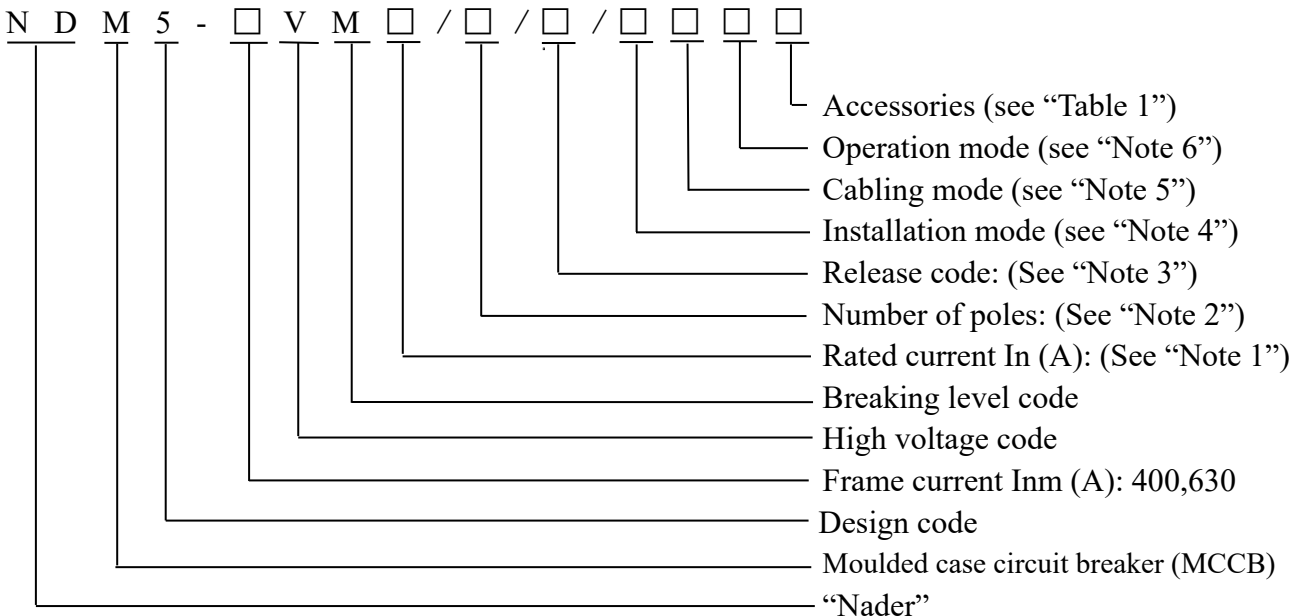 N D M 5 - □ V M □ / □ / □ / □ □ □ □
Accessories (see “Table 1”)
Operation mode (see “Note 6”)
Cabling mode (see “Note 5”)
Installation mode (see “Note 4”)
Release code: (See “Note 3”)
Number of poles: (See “Note 2”)
Rated current In (A): (See “Note 1”)
Breaking level code
High voltage code
Frame current Inm (A): 400,630
Design code
Moulded case circuit breaker (MCCB)
“Nader”